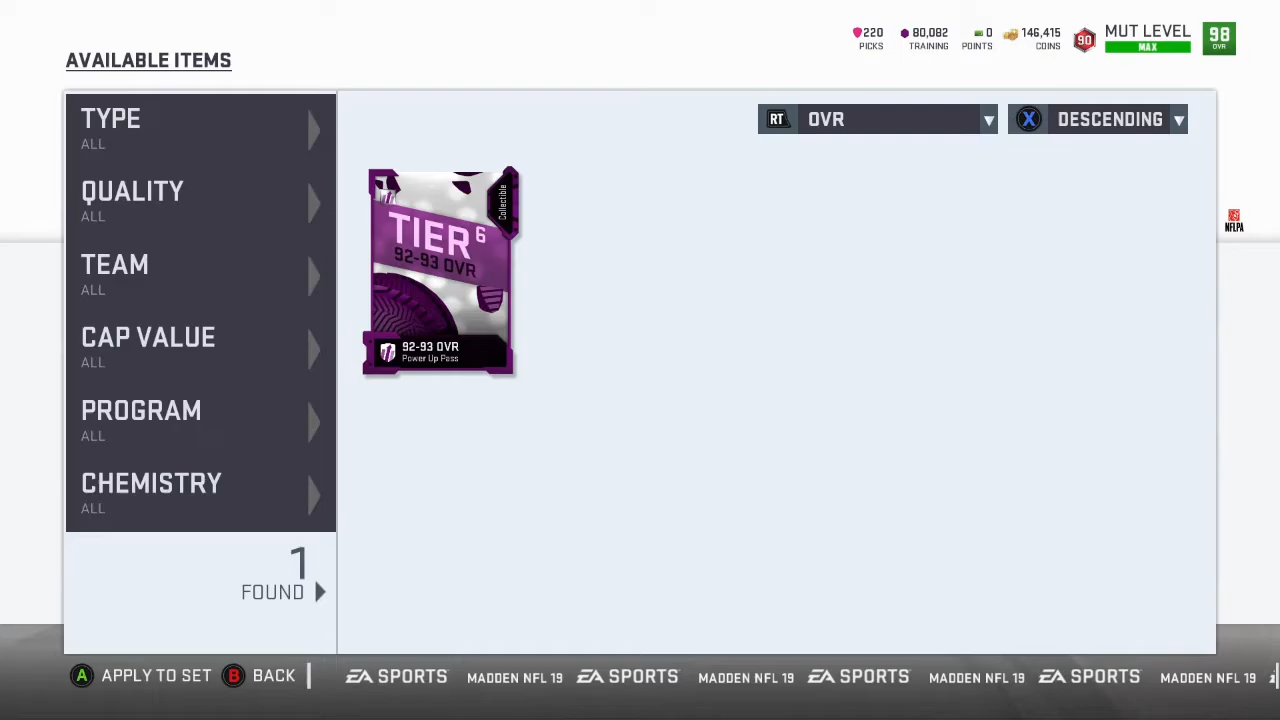 220
PICKS
80,082
TRAINING
0
POINTS
146,415
COINS
90
MUT LEVEL
MAX
98
OVR
AVAILABLE ITEMS
TYPE
ALL
QUALITY
ALL
TEAM
ALL
CAP VALUE
ALL
PROGRAM
ALL
CHEMISTRY
ALL
1
FOUND
RT OVR
X DESCENDING
Collectible
TIER 6
92-93 OVR
92-93 OVR
Power Up Pass
NFLPA
A APPLY TO SET B BACK
EA SPORTS MADDEN NFL 19 EA SPORTS MADDEN NFL 19 EA SPORTS MADDEN NFL 19 EA SPORTS MADDEN NFL 19